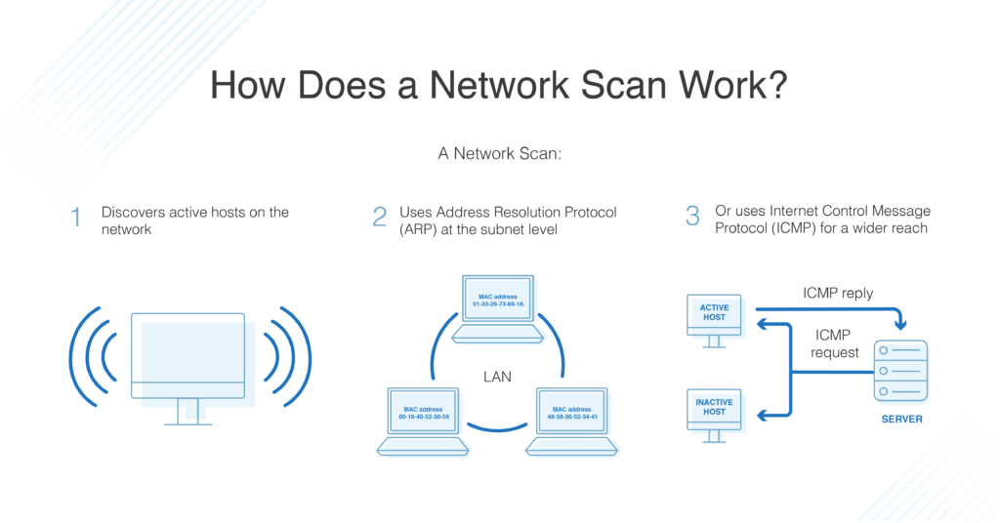 How Does a Network Scan Work?
A Network Scan:
1
Discovers active hosts on the
network
2
Uses Address Resolution Protocol
(ARP) at the subnet level
3
Or uses Internet Control Message
Protocol (ICMP) for a wider reach
MAC address
51-33-26-73-69-18.
LAN
MAC address
00-18-40-52-30-59
MAC address
48-58-90-52-34-41
ICMP reply
ACTIVE
HOST
ICMP
request
INACTIVE
HOST
SERVER